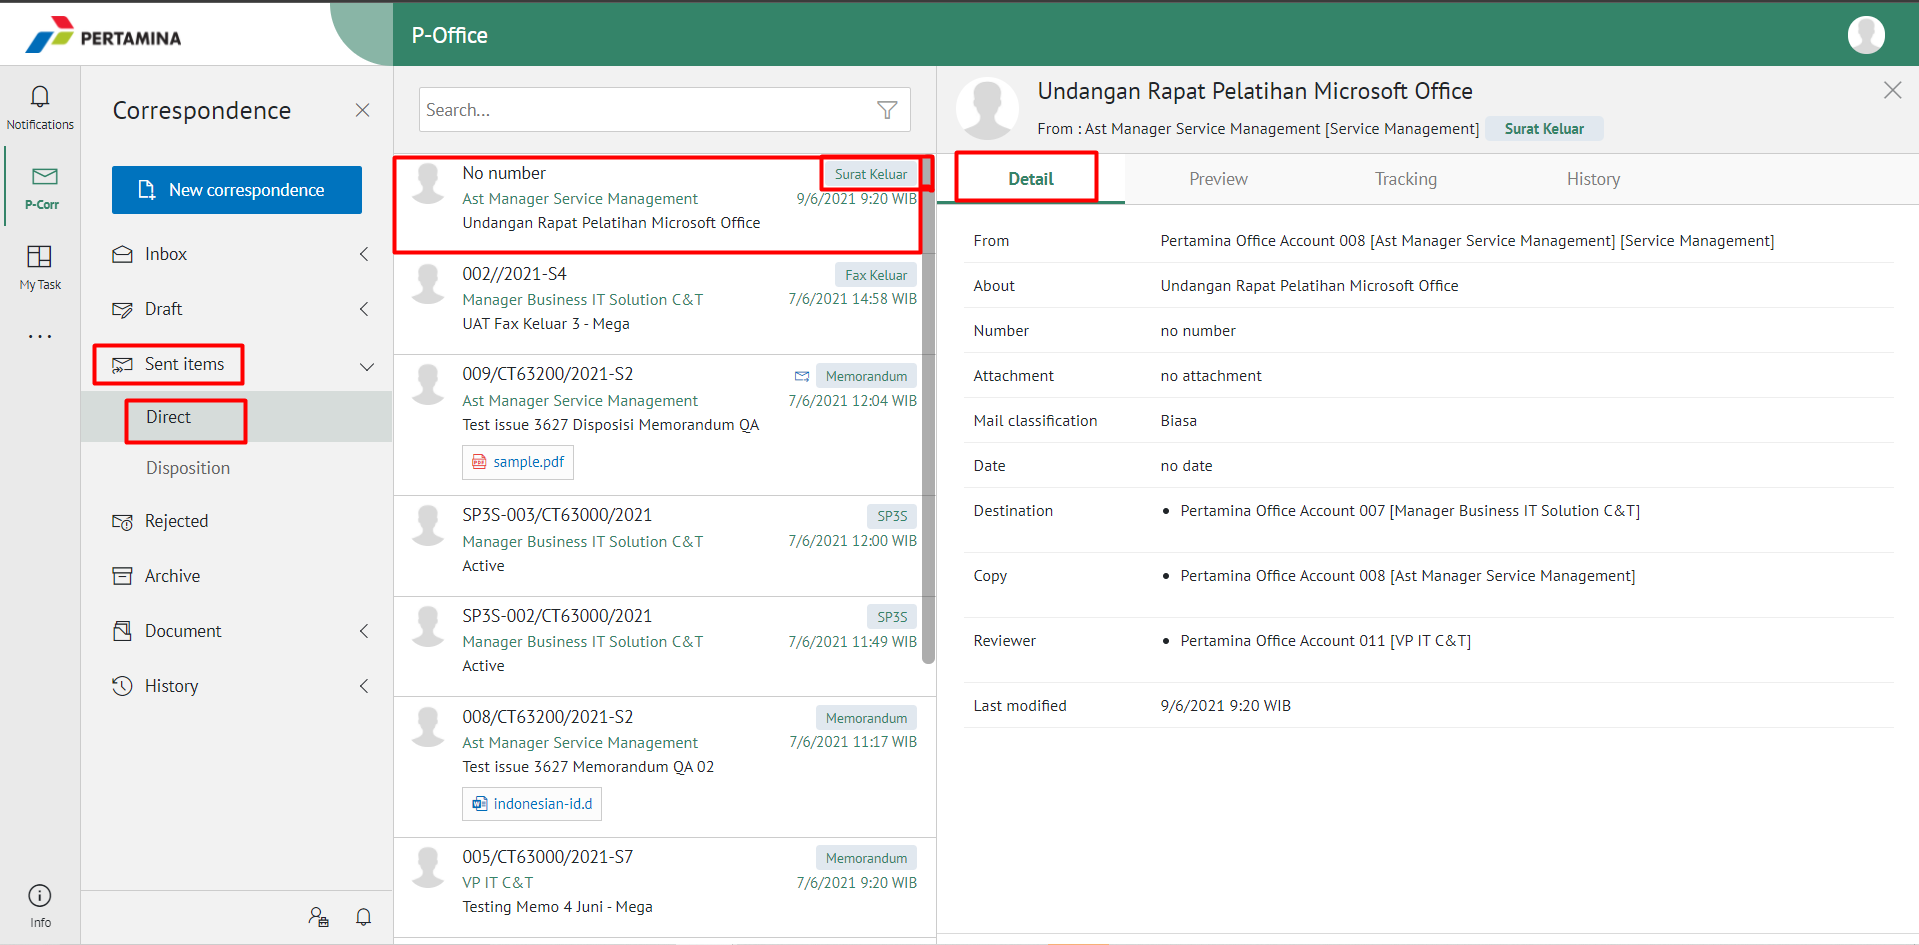 PERTAMINA
P-Office
Notifications
P-Corr
My Task
Info
Correspondence
New correspondence
Inbox
Draft
Sent items
Direct
Disposition
Rejected
Archive
Document
History
Search...
No number
Surat Keluar
Ast Manager Service Management
9/6/2021 9:20 WIB
Undangan Rapat Pelatihan Microsoft Office
002//2021-S4
Fax Keluar
Manager Business IT Solution C&T
7/6/2021 14:58 WIB
UAT Fax Keluar 3 - Mega
009/CT63200/2021-S2
Memorandum
Ast Manager Service Management
7/6/2021 12:04 WIB
Test issue 3627 Disposisi Memorandum QA
PDF
sample.pdf
SP3S-003/CT63000/2021
SP3S
Manager Business IT Solution C&T
7/6/2021 12:00 WIB
Active
SP3S-002/CT63000/2021
SP3S
Manager Business IT Solution C&T
7/6/2021 11:49 WIB
Active
008/CT63200/2021-S2
Memorandum
Ast Manager Service Management
7/6/2021 11:17 WIB
Test issue 3627 Memorandum QA 02
indonesian-id.d
005/CT63000/2021-S7
Memorandum
VP IT C&T
7/6/2021 9:20 WIB
Testing Memo 4 Juni - Mega
Undangan Rapat Pelatihan Microsoft Office
From : Ast Manager Service Management [Service Management] Surat Keluar
Detail Preview Tracking History
From Pertamina Office Account 008 [Ast Manager Service Management] [Service Management]
About Undangan Rapat Pelatihan Microsoft Office
Number no number
Attachment no attachment
Mail classification Biasa
Date no date
Destination • Pertamina Office Account 007 [Manager Business IT Solution C&T]
Copy • Pertamina Office Account 008 [Ast Manager Service Management]
Reviewer • Pertamina Office Account 011 [VP IT C&T]
Last modified 9/6/2021 9:20 WIB